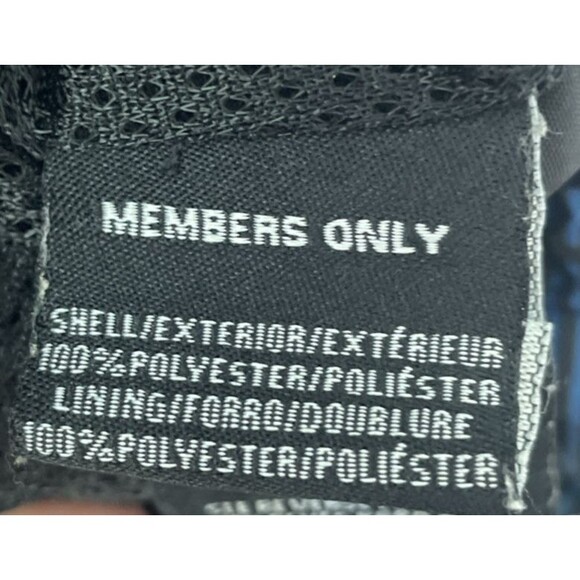 MEMBERS ONLY
SHELL/EXTERIOR/EXTÉRIEUR
100%POLYESTER/POLIÉSTER
LINING/FORRO/DOUBLURE
100%POLYESTER/POLIÉSTER